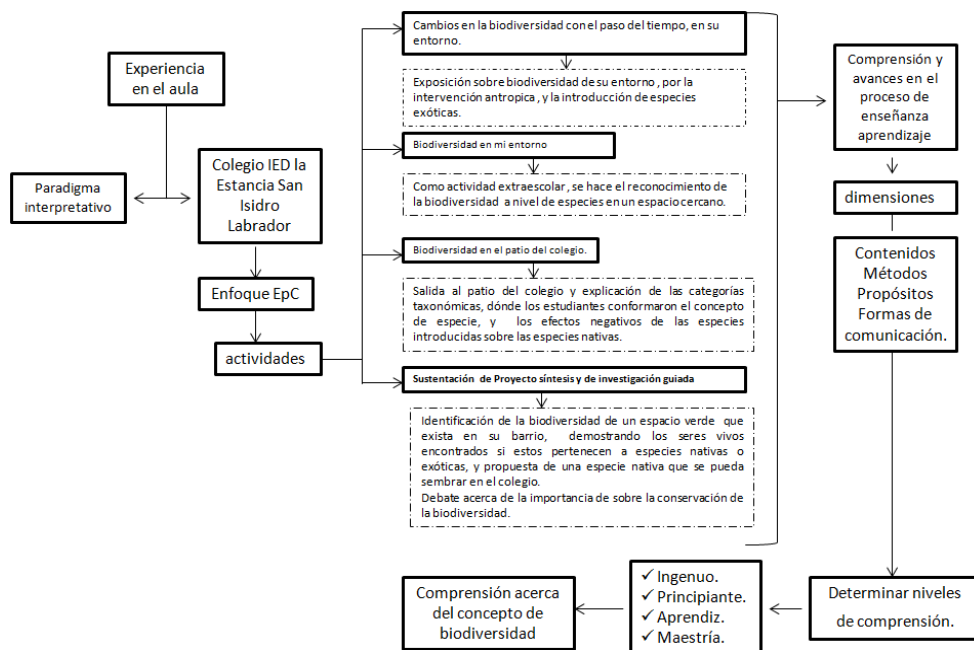 Experiencia
en el aula
Paradigma
interpretativo
Colegio IED la
Estancia San
Isidro
Labrador
Enfoque EpC
actividades
Cambios en la biodiversidad con el paso del tiempo, en su
entorno.
Exposición sobre biodiversidad de su entorno , por la
intervención antropica , y la introducción de especies
exóticas.
Biodiversidad en mi entorno
Como actividad extraescolar, se hace el reconocimiento de
la biodiversidad a nivel de especies en un espacio cercano.
Biodiversidad en el patio del colegio.
Salida al patio del colegio y explicación de las categorías
taxonómicas, dónde los estudiantes conformaron el concepto
de especie, y los efectos negativos de las especies
introducidas sobre las especies nativas.
Sustentación de Proyecto síntesis y de investigación guiada
Identificación de la biodiversidad de un espacio verde que
exista en su barrio, demostrando los seres vivos
encontrados si estos pertenecen a especies nativas o
exóticas, y propuesta de una especie nativa que se pueda
sembrar en el colegio.
Debate acerca de la importancia de sobre la conservación de
la biodiversidad.
Comprensión y
avances en el
proceso de
enseñanza
aprendizaje
dimensiones
Contenidos
Métodos
Propósitos
Formas de
comunicación.
Determinar niveles
de comprensión.
✓ Ingenuo.
✓ Principiante.
✓ Aprendiz.
✓ Maestría.
Comprensión acerca
del concepto de
biodiversidad